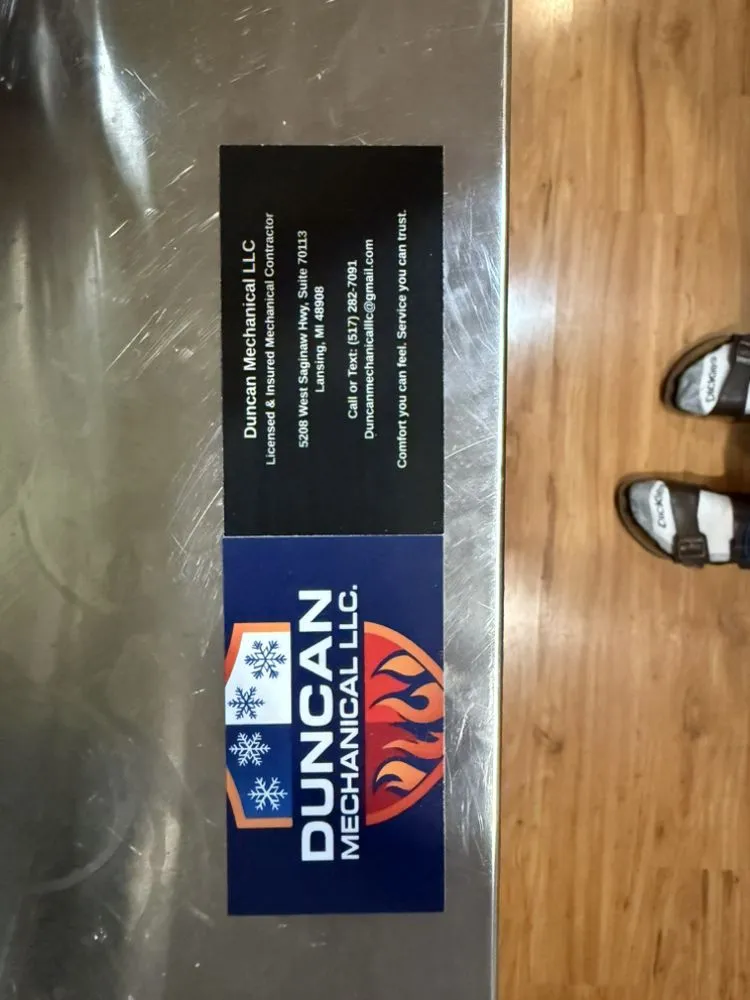 Duncan Mechanical LLC
Licensed & Insured Mechanical Contractor
5208 West Saginaw Hwy, Suite 70113
Lansing, MI 48908
Call or Text: (517) 282-7091
Duncanmechanicalllc@gmail.com
Comfort you can feel. Service you can trust.
DUNCAN
MECHANICAL LLC.
Dickies
Dickies